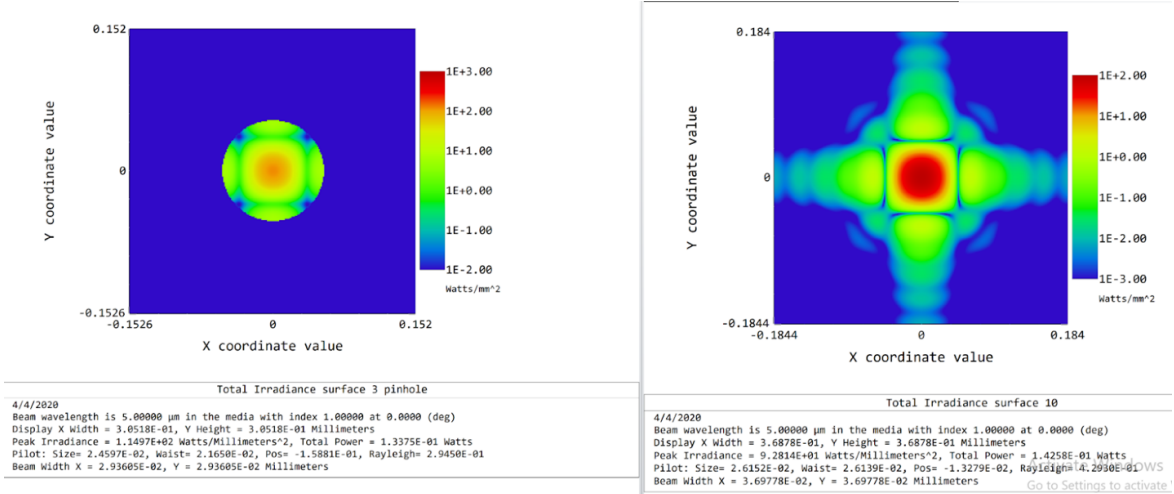 0.152
Y coordinate value
0
-0.1526
-0.1526 0 0.152
X coordinate value
1E+3.00
1E+2.00
1E+1.00
1E+0.00
1E-1.00
1E-2.00
Watts/mm^2
Total Irradiance surface 3 pinhole
4/4/2020
Beam wavelength is 5.00000 µm in the media with index 1.00000 at 0.0000 (deg)
Display X Width = 3.0518E-01, Y Height = 3.0518E-01 Millimeters
Peak Irradiance = 1.1497E+02 Watts/Millimeters^2, Total Power = 1.3375E-01 Watts
Pilot: Size= 2.4597E-02, Waist= 2.1650E-02, Pos= -1.5881E-01, Rayleigh= 2.9450E-01
Beam Width X = 2.93605E-02, Y = 2.93605E-02 Millimeters
0.184
Y coordinate value
0
-0.1844
-0.1844 0 0.184
X coordinate value
1E+2.00
1E+1.00
1E+0.00
1E-1.00
1E-2.00
1E-3.00
Watts/mm^2
Total Irradiance surface 10
4/4/2020
Beam wavelength is 5.00000 µm in the media with index 1.00000 at 0.0000 (deg)
Display X Width = 3.6878E-01, Y Height = 3.6878E-01 Millimeters
Peak Irradiance = 9.2814E+01 Watts/Millimeters^2, Total Power = 1.4258E-01 Watts
Pilot: Size= 2.6152E-02, Waist= 2.6139E-02, Pos= -1.3279E-02, Rayleigh= 4.2930E-01
Beam Width X = 3.69778E-02, Y = 3.69778E-02 Millimeters
Activate Windows
Go to Settings to activate